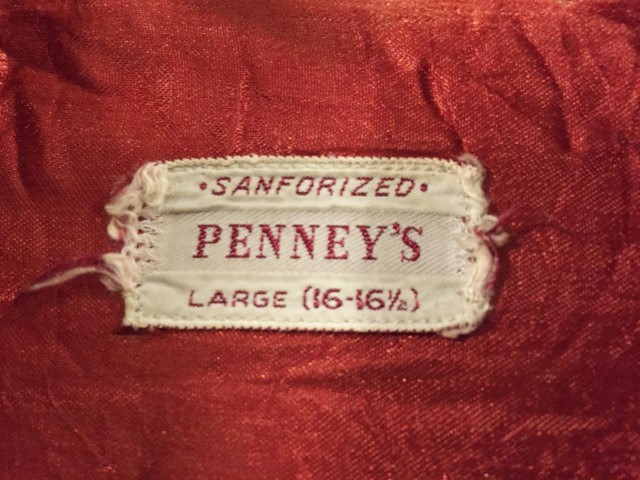 •SANFORIZED•
PENNEY'S
LARGE (16-16½)